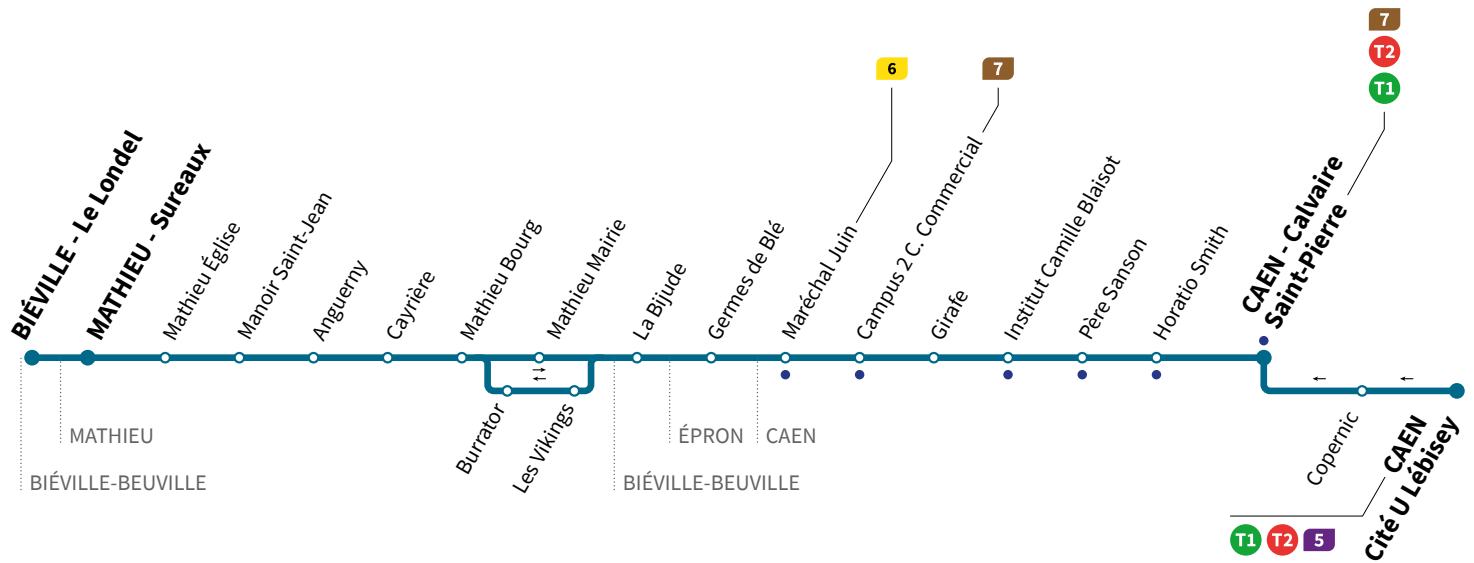 7
T2
T1
6
7
BIÉVILLE - Le Londel
MATHIEU - Sureaux
Mathieu Église
Manoir Saint-Jean
Anguerny
Cayrière
Mathieu Bourg
Mathieu Mairie
La Bijude
Germes de Blé
Maréchal Juin
Campus 2 C. Commercial
Girafe
Institut Camille Blaisot
Père Sanson
Horatio Smith
CAEN - Calvaire
Saint-Pierre
Burrator
Les Vikings
Copernic
CAEN
Cité U Lébisey
MATHIEU
ÉPRON
CAEN
BIÉVILLE-BEUVILLE
BIÉVILLE-BEUVILLE
T1 T2 5